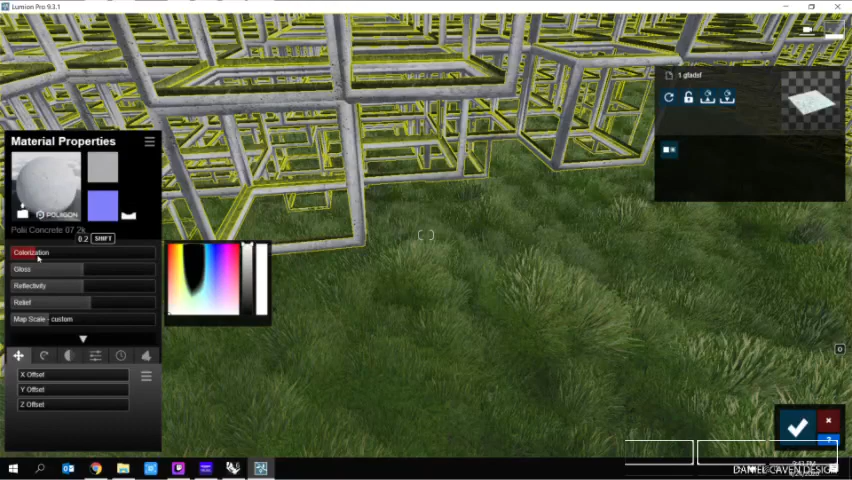 Lumion Pro 9.3.1
1 gfadsf
Material Properties
POLIIGON
Poliigon Concrete 07 2k
0.2 SHIFT
Colorization
Gloss
Reflectivity
Relief
Map Scale - custom
X Offset
Y Offset
Z Offset
?
DANIEL CAVEN DESIGN